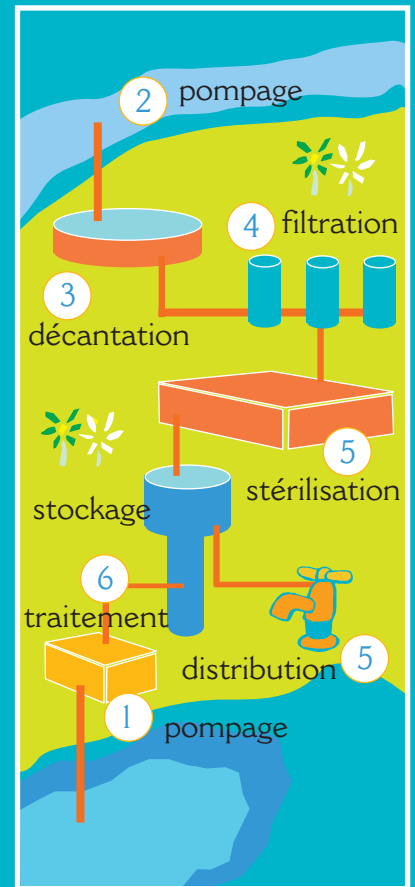 2 pompage
4 filtration
3
décantation
5
stérilisation
stockage
6
traitement
distribution 5
1 pompage